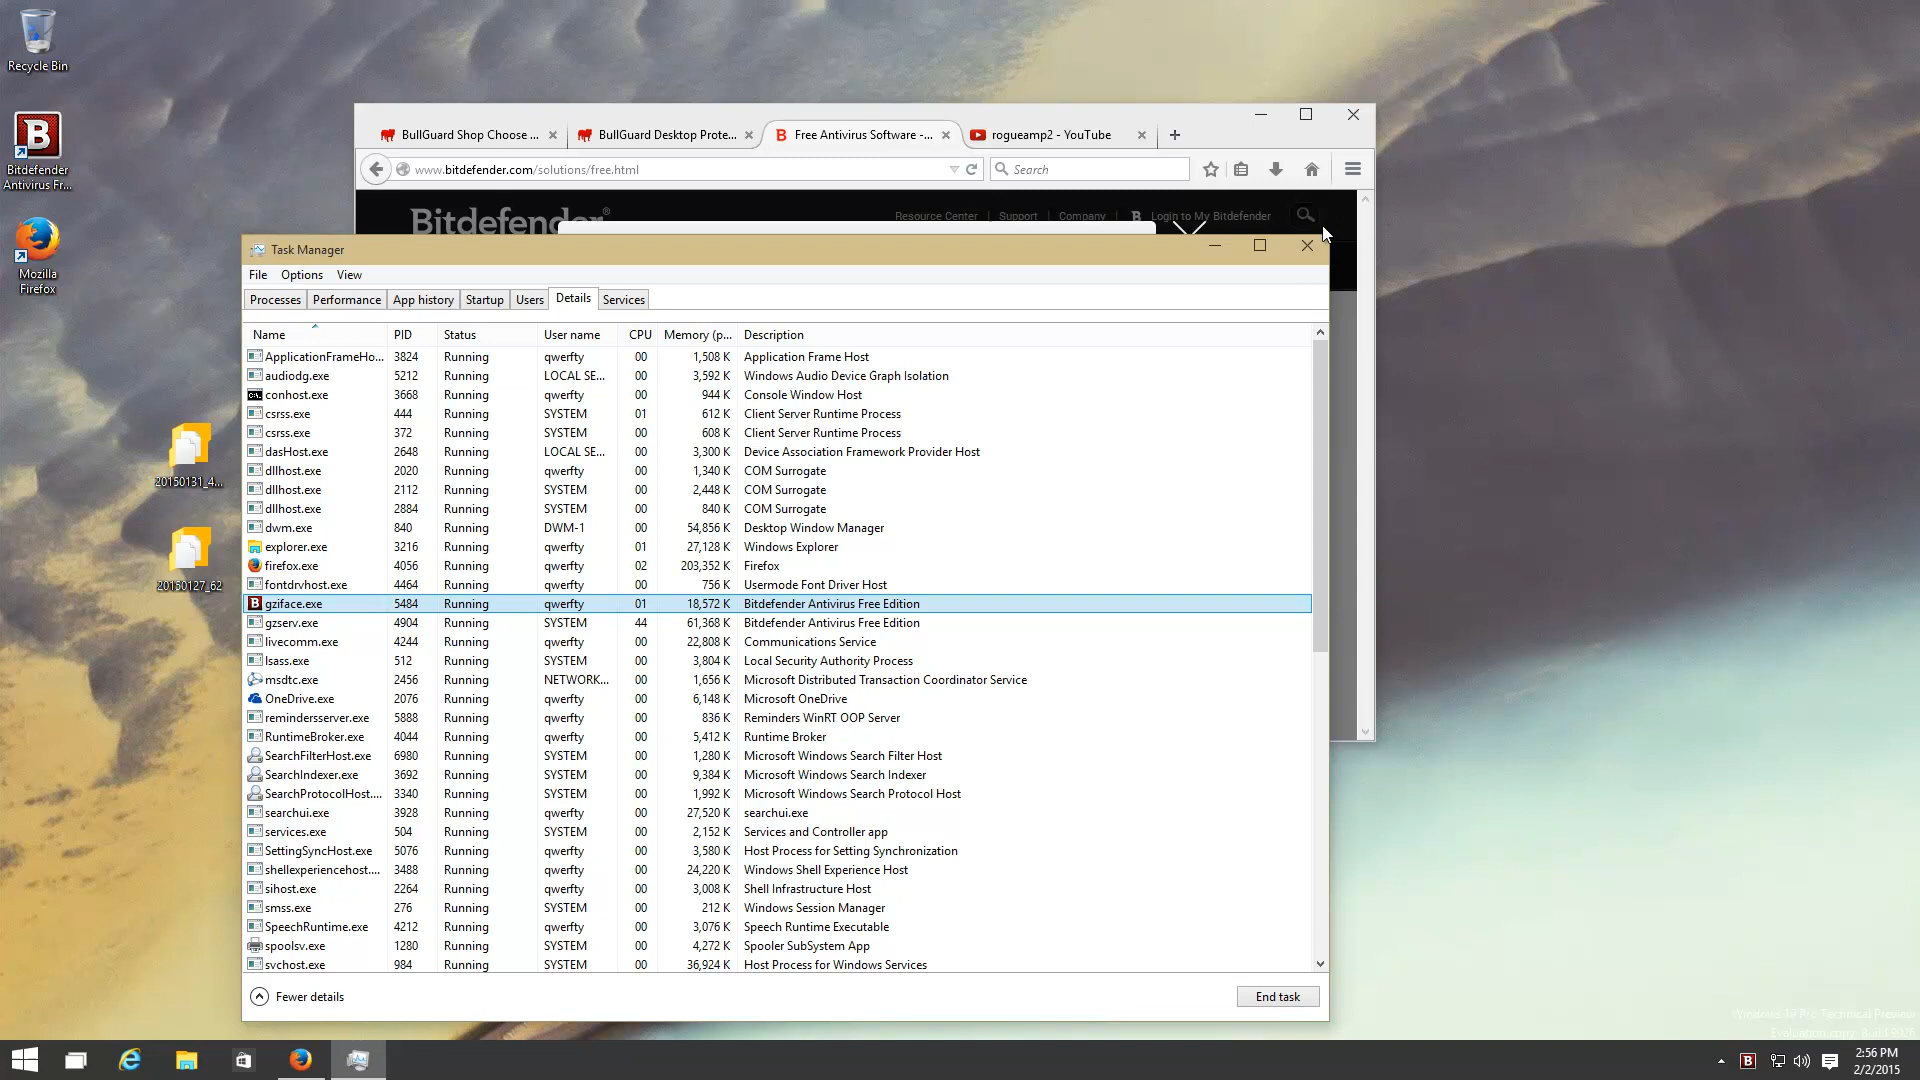 Recycle Bin
Bitdefender
Antivirus Fr...
Mozilla
Firefox
20150131_4...
20150127_62
BullGuard Shop Choose ...
BullGuard Desktop Prote...
Free Antivirus Software -...
rogueamp2 - YouTube
www.bitdefender.com/solutions/free.html
Search
Bitdefender®
Resource Center | Support | Company | B Login to My Bitdefender
Task Manager
File Options View
Processes Performance App history Startup Users Details Services
Name PID Status User name CPU Memory (p... Description
ApplicationFrameHo... 3824 Running qwerfty 00 1,508 K Application Frame Host
audiodg.exe 5212 Running LOCAL SE... 00 3,592 K Windows Audio Device Graph Isolation
conhost.exe 3668 Running qwerfty 00 944 K Console Window Host
csrss.exe 444 Running SYSTEM 01 612 K Client Server Runtime Process
csrss.exe 372 Running SYSTEM 00 608 K Client Server Runtime Process
dasHost.exe 2648 Running LOCAL SE... 00 3,300 K Device Association Framework Provider Host
dllhost.exe 2020 Running qwerfty 00 1,340 K COM Surrogate
dllhost.exe 2112 Running SYSTEM 00 2,448 K COM Surrogate
dllhost.exe 2884 Running SYSTEM 00 840 K COM Surrogate
dwm.exe 840 Running DWM-1 00 54,856 K Desktop Window Manager
explorer.exe 3216 Running qwerfty 01 27,128 K Windows Explorer
firefox.exe 4056 Running qwerfty 02 203,352 K Firefox
fontdrvhost.exe 4464 Running qwerfty 00 756 K Usermode Font Driver Host
gziface.exe 5484 Running qwerfty 01 18,572 K Bitdefender Antivirus Free Edition
gzserv.exe 4904 Running SYSTEM 44 61,368 K Bitdefender Antivirus Free Edition
livecomm.exe 4244 Running qwerfty 00 22,808 K Communications Service
lsass.exe 512 Running SYSTEM 00 3,804 K Local Security Authority Process
msdtc.exe 2456 Running NETWORK... 00 1,656 K Microsoft Distributed Transaction Coordinator Service
OneDrive.exe 2076 Running qwerfty 00 6,148 K Microsoft OneDrive
remindersserver.exe 5888 Running qwerfty 00 836 K Reminders WinRT OOP Server
RuntimeBroker.exe 4044 Running qwerfty 00 5,412 K Runtime Broker
SearchFilterHost.exe 6980 Running SYSTEM 00 1,280 K Microsoft Windows Search Filter Host
SearchIndexer.exe 3692 Running SYSTEM 00 9,384 K Microsoft Windows Search Indexer
SearchProtocolHost.... 3340 Running SYSTEM 00 1,992 K Microsoft Windows Search Protocol Host
searchui.exe 3928 Running qwerfty 00 27,520 K searchui.exe
services.exe 504 Running SYSTEM 00 2,152 K Services and Controller app
SettingSyncHost.exe 5076 Running qwerfty 00 3,580 K Host Process for Setting Synchronization
shellexperiencehost.... 3488 Running qwerfty 00 24,220 K Windows Shell Experience Host
sihost.exe 2264 Running qwerfty 00 3,008 K Shell Infrastructure Host
smss.exe 276 Running SYSTEM 00 212 K Windows Session Manager
SpeechRuntime.exe 4212 Running qwerfty 00 3,076 K Speech Runtime Executable
spoolsv.exe 1280 Running SYSTEM 00 4,272 K Spooler SubSystem App
svchost.exe 984 Running SYSTEM 00 36,924 K Host Process for Windows Services
Fewer details
End task
Windows 10 Pro Technical Preview
Evaluation copy. Build 9926
2:56 PM
2/2/2015